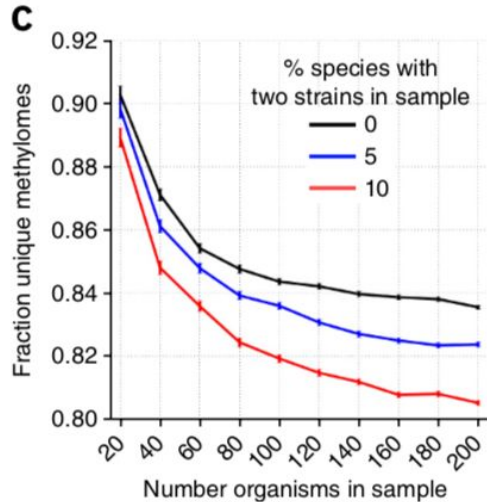 C
Fraction unique methylomes
0.92
0.90
0.88
0.86
0.84
0.82
0.80
% species with
two strains in sample
0
5
10
20 40 60 80 100 120 140 160 180 200
Number organisms in sample